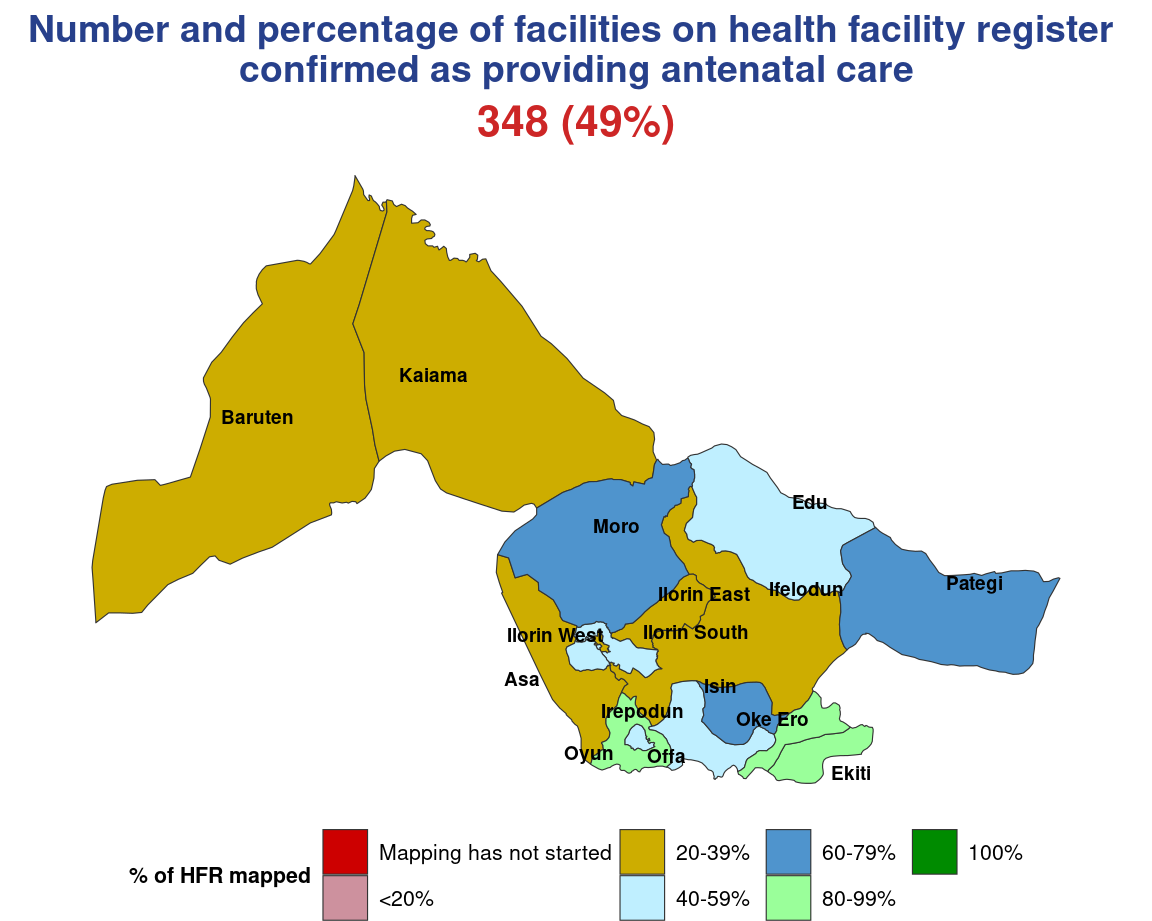 Number and percentage of facilities on health facility register
confirmed as providing antenatal care
348 (49%)
Kaiama
Baruten
Edu
Moro
Pategi
Ifelodun
Ilorin East
Ilorin South
Ilorin West
Asa
Isin
Irepodun
Oke Ero
Oyun
Offa
Ekiti
% of HFR mapped
Mapping has not started
<20%
20-39%
40-59%
60-79%
80-99%
100%